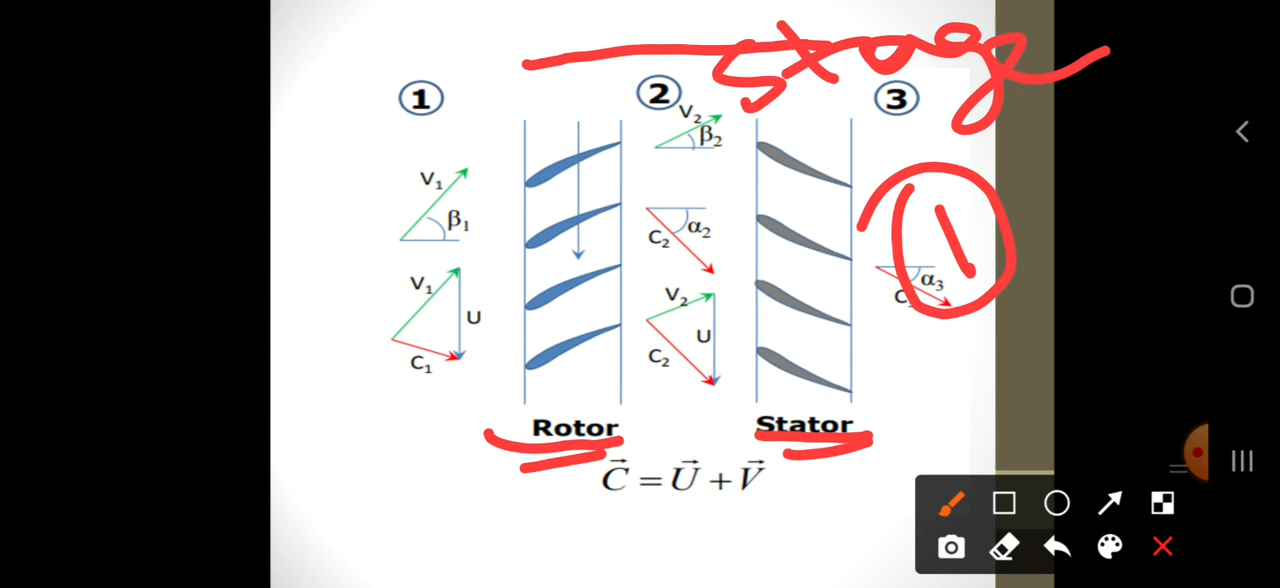 stage
1
2
3
V₂
β₂
V₁
β₁
C₂
α₂
1
α₃
V₁
U
C₁
V₂
U
C₂
Rotor
Stator
C⃗ = U⃗ + V⃗